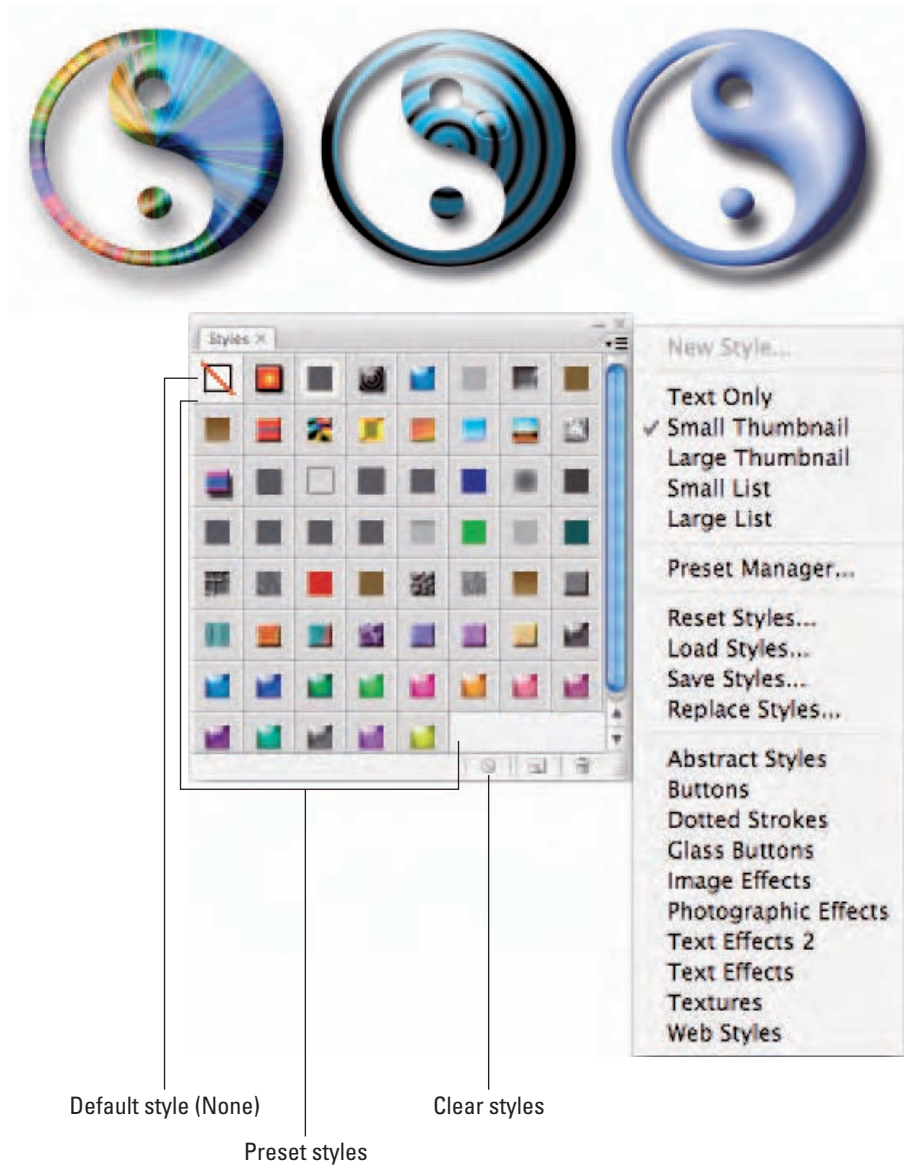 Styles ×
New Style...
Text Only
✓ Small Thumbnail
Large Thumbnail
Small List
Large List
Preset Manager...
Reset Styles...
Load Styles...
Save Styles...
Replace Styles...
Abstract Styles
Buttons
Dotted Strokes
Glass Buttons
Image Effects
Photographic Effects
Text Effects 2
Text Effects
Textures
Web Styles
Default style (None)
Clear styles
Preset styles